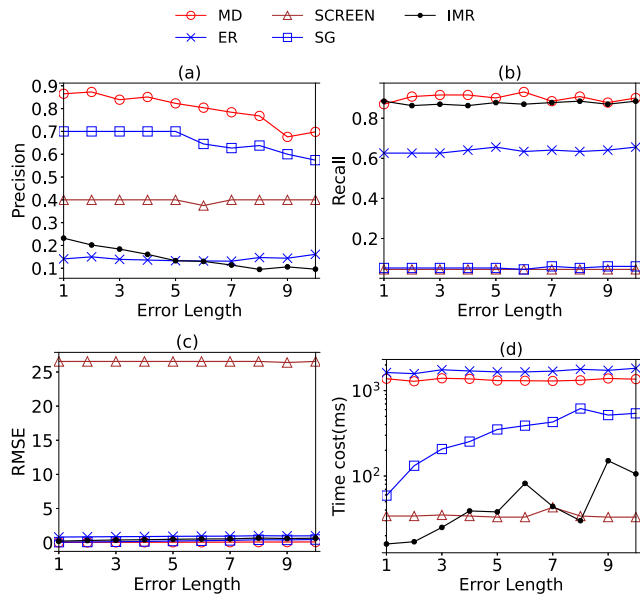 MD SCREEN IMR
ER SG
(a)
Precision
0.9
0.8
0.7
0.6
0.5
0.4
0.3
0.2
0.1
1 3 5 7 9
Error Length
(b)
Recall
0.8
0.6
0.4
0.2
1 3 5 7 9
Error Length
(c)
RMSE
25
20
15
10
5
0
1 3 5 7 9
Error Length
(d)
Time cost(ms)
10³
10²
1 3 5 7 9
Error Length